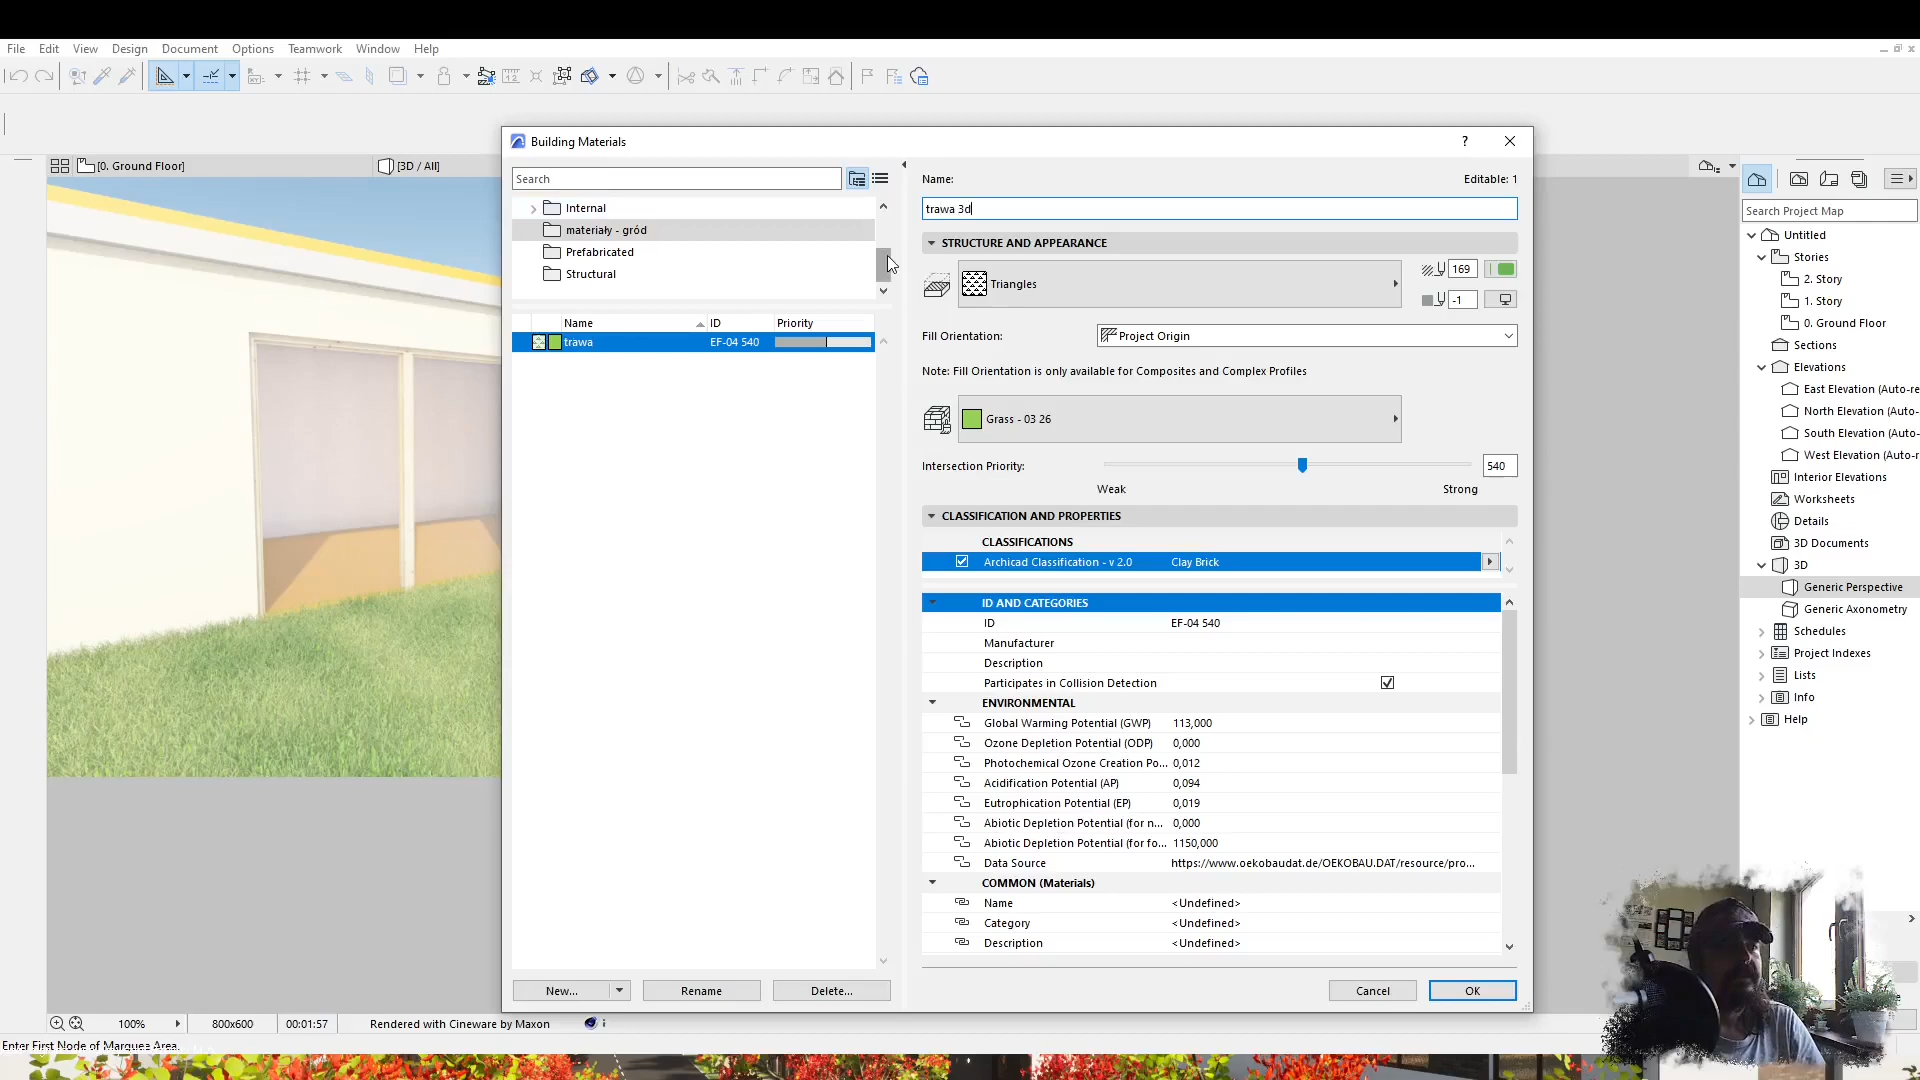 File Edit View Design Document Options Teamwork Window Help
[0. Ground Floor]
[3D / All]
Building Materials
?
Search
Internal
materiały - gród
Prefabricated
Structural
Name ID Priority
trawa EF-04 540
New... Rename Delete...
Name: Editable: 1
trawa 3d
STRUCTURE AND APPEARANCE
Triangles
169
-1
Fill Orientation: Project Origin
Note: Fill Orientation is only available for Composites and Complex Profiles
Grass - 03 26
Intersection Priority: 540
Weak Strong
CLASSIFICATION AND PROPERTIES
CLASSIFICATIONS
Archicad Classification - v 2.0 Clay Brick
ID AND CATEGORIES
ID EF-04 540
Manufacturer
Description
Participates in Collision Detection
ENVIRONMENTAL
Global Warming Potential (GWP) 113,000
Ozone Depletion Potential (ODP) 0,000
Photochemical Ozone Creation Po... 0,012
Acidification Potential (AP) 0,094
Eutrophication Potential (EP) 0,019
Abiotic Depletion Potential (for n... 0,000
Abiotic Depletion Potential (for fo... 1150,000
Data Source https://www.oekobaudat.de/OEKOBAU.DAT/resource/pro...
COMMON (Materials)
Name <Undefined>
Category <Undefined>
Description <Undefined>
Cancel OK
Search Project Map
Untitled
Stories
2. Story
1. Story
0. Ground Floor
Sections
Elevations
East Elevation (Auto-re
North Elevation (Auto-
South Elevation (Auto-
West Elevation (Auto-r
Interior Elevations
Worksheets
Details
3D Documents
3D
Generic Perspective
Generic Axonometry
Schedules
Project Indexes
Lists
Info
Help
100% 800x600 00:01:57 Rendered with Cineware by Maxon i
Enter First Node of Marquee Area.